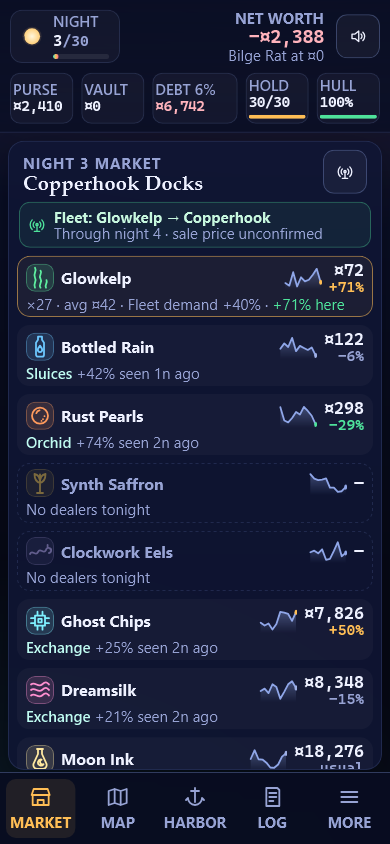 NIGHT
3/30
NET WORTH
−¤2,388
Bilge Rat at ¤0
PURSE
¤2,410
VAULT
¤0
DEBT 6%
¤6,742
HOLD
30/30
HULL
100%
NIGHT 3 MARKET
Copperhook Docks
Fleet: Glowkelp → Copperhook
Through night 4 · sale price unconfirmed
Glowkelp
¤72
+71%
×27 · avg ¤42 · Fleet demand +40% · +71% here
Bottled Rain
¤122
−6%
Sluices +42% seen 1n ago
Rust Pearls
¤298
−29%
Orchid +74% seen 2n ago
Synth Saffron
–
No dealers tonight
Clockwork Eels
–
No dealers tonight
Ghost Chips
¤7,826
+50%
Exchange +25% seen 2n ago
Dreamsilk
¤8,348
−15%
Exchange +21% seen 2n ago
Moon Ink
¤18,276
usual
MARKET
MAP
HARBOR
LOG
MORE